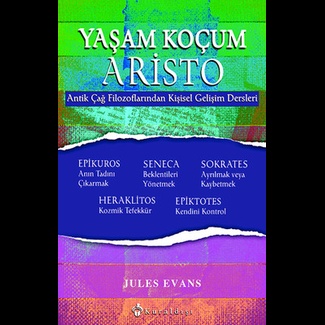 YAŞAM KOÇUM
ARİSTO
Antik Çağ Filozoflarından Kişisel Gelişim Dersleri
EPİKUROS
Anın Tadını
Çıkarmak
SENECA
Beklentileri
Yönetmek
SOKRATES
Ayrılmak veya
Kaybetmek
HERAKLİTOS
Kozmik Tefekkür
EPİKTOTES
Kendini Kontrol
JULES EVANS
Kuraldışı